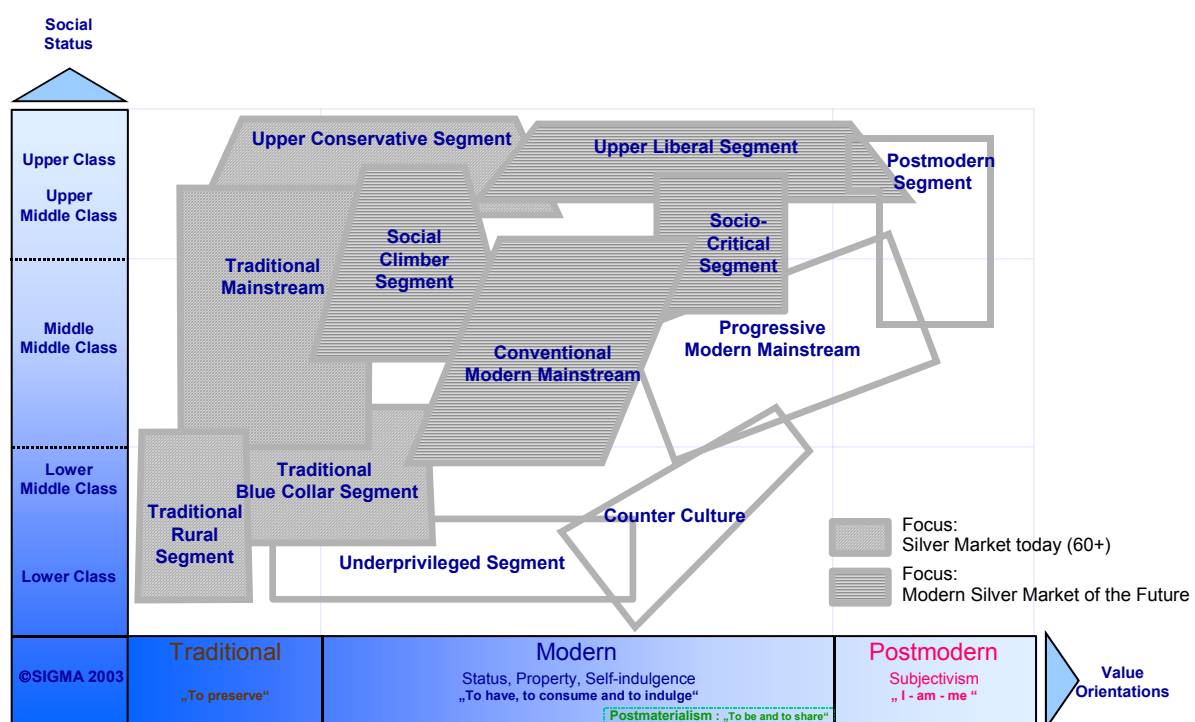 Social
Status
Upper Class
Upper
Middle Class
Middle
Middle Class
Lower
Middle Class
Lower Class
Upper Conservative Segment
Upper Liberal Segment
Postmodern
Segment
Social
Climber
Segment
Socio-
Critical
Segment
Traditional
Mainstream
Progressive
Modern Mainstream
Conventional
Modern Mainstream
Traditional
Blue Collar Segment
Traditional
Rural
Segment
Counter Culture
Underprivileged Segment
Focus:
Silver Market today (60+)
Focus:
Modern Silver Market of the Future
©SIGMA 2003
Traditional
„To preserve“
Modern
Status, Property, Self-indulgence
„To have, to consume and to indulge“
Postmaterialism : „To be and to share“
Postmodern
Subjectivism
„ I - am - me “
Value
Orientations